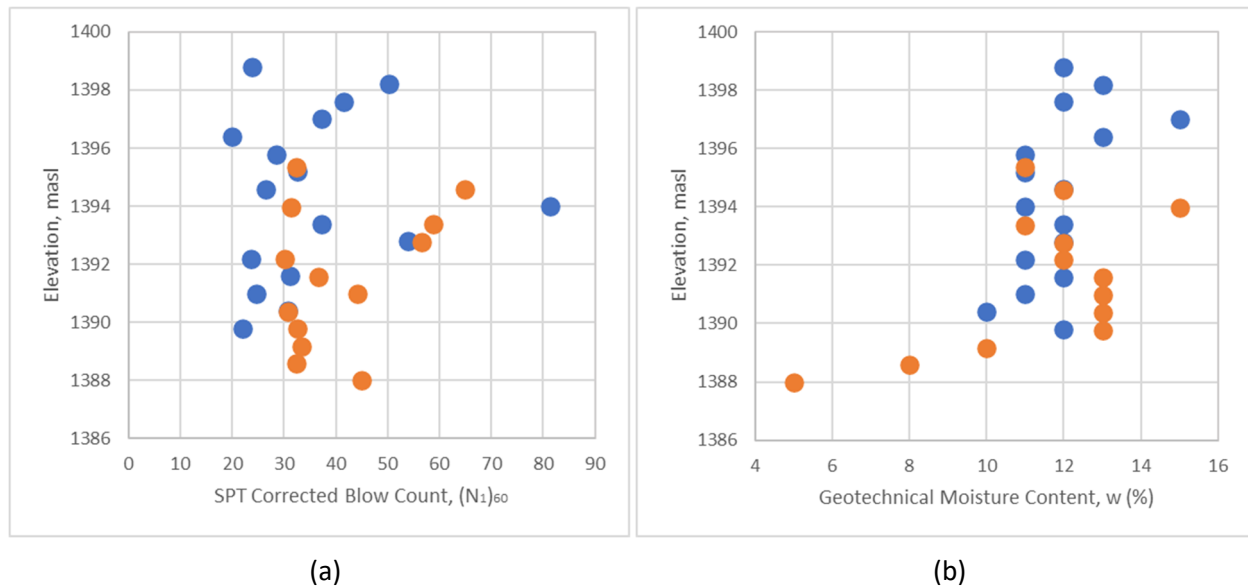 1400
1398
1396
1394
1392
1390
1388
1386
Elevation, masl
0 10 20 30 40 50 60 70 80 90
SPT Corrected Blow Count, (N₁)₆₀
(a)
1400
1398
1396
1394
1392
1390
1388
1386
Elevation, masl
4 6 8 10 12 14 16
Geotechnical Moisture Content, w (%)
(b)